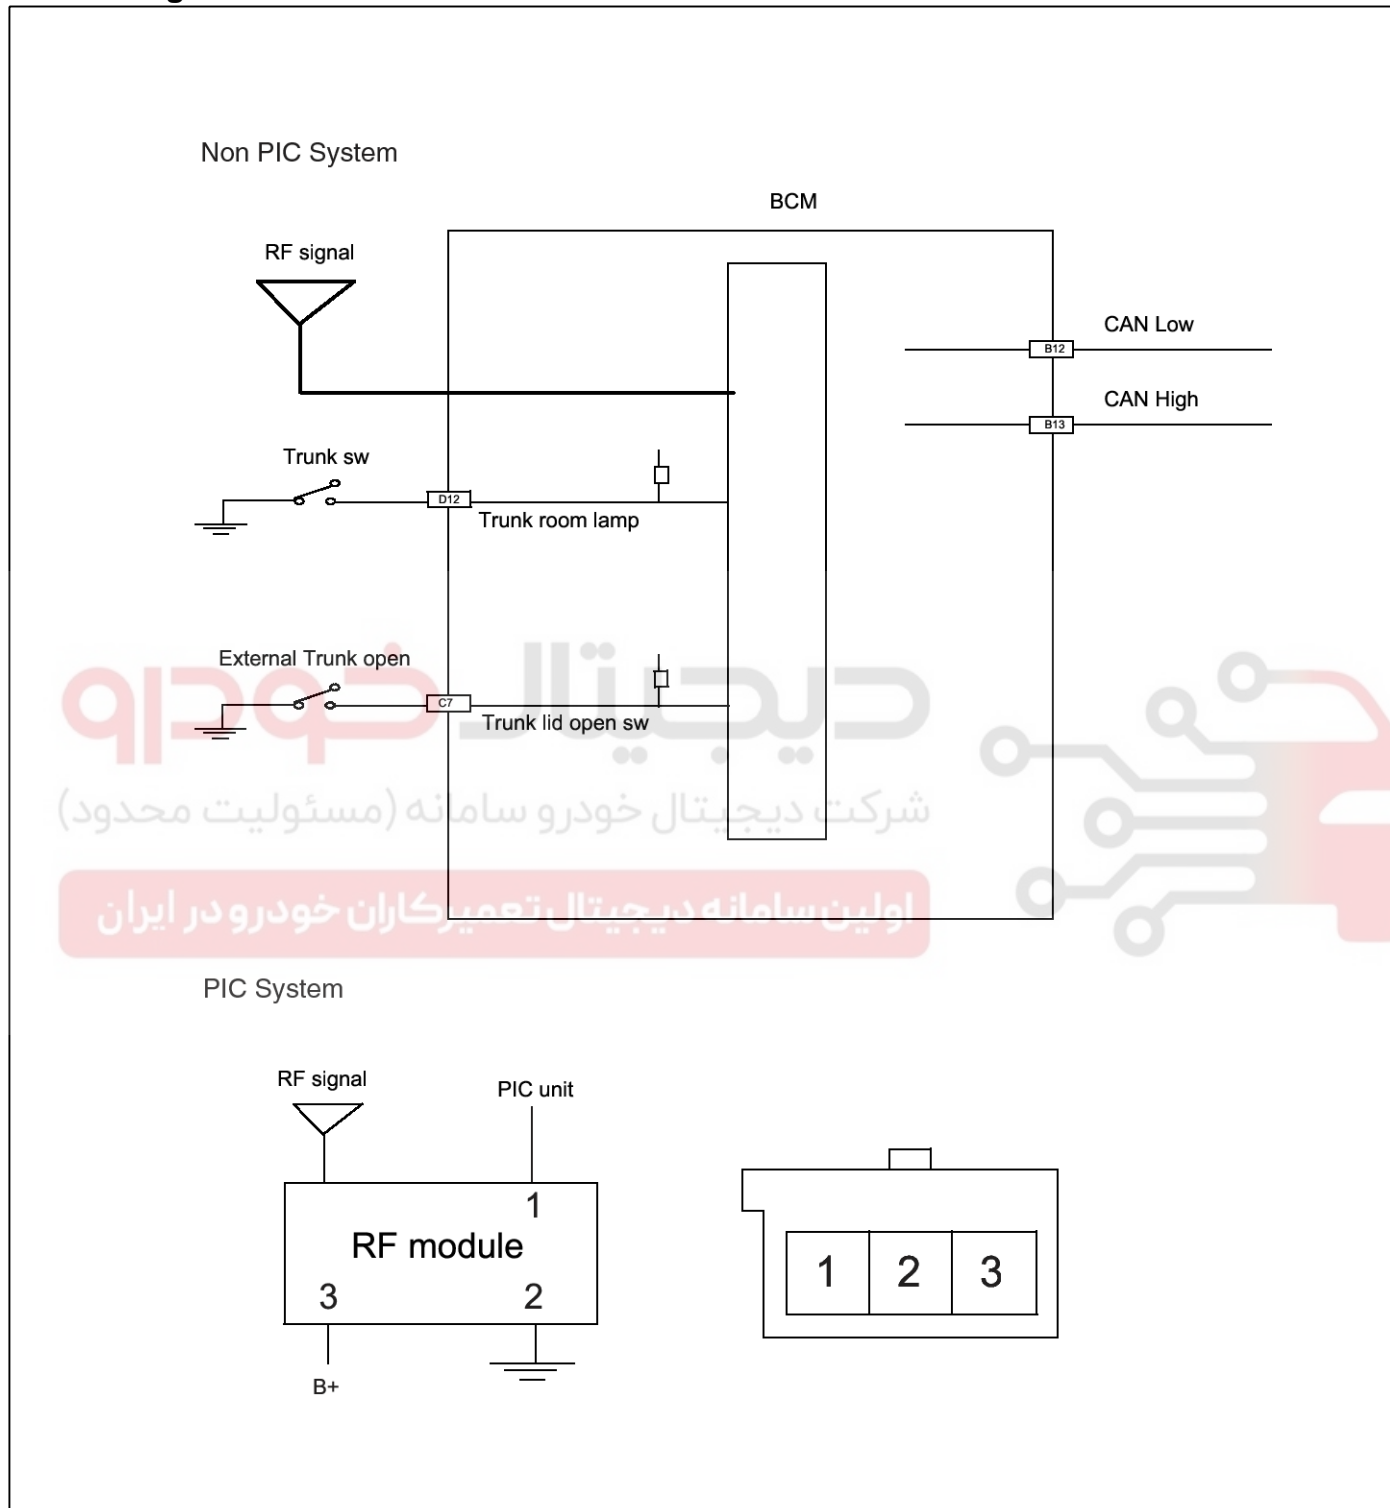 Non PIC System
BCM
RF signal
CAN Low
B12
CAN High
B13
Trunk sw
D12
Trunk room lamp
External Trunk open
C7
Trunk lid open sw
دیجیتال خودرو
شرکت دیجیتال خودرو سامانه (مسئولیت محدود)
اولین سامانه دیجیتال تعمیرکاران خودرو در ایران
PIC System
RF signal
PIC unit
1
RF module
3 2
B+
1 2 3